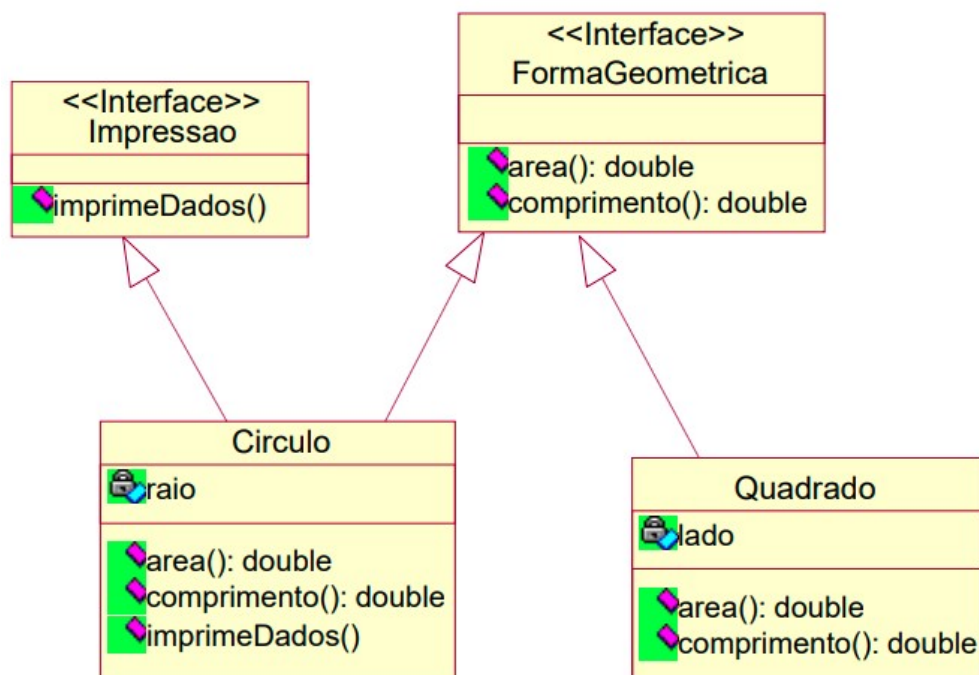 <<Interface>>
Impressao
imprimeDados()
<<Interface>>
FormaGeometrica
area(): double
comprimento(): double
Circulo
raio
area(): double
comprimento(): double
imprimeDados()
Quadrado
lado
area(): double
comprimento(): double